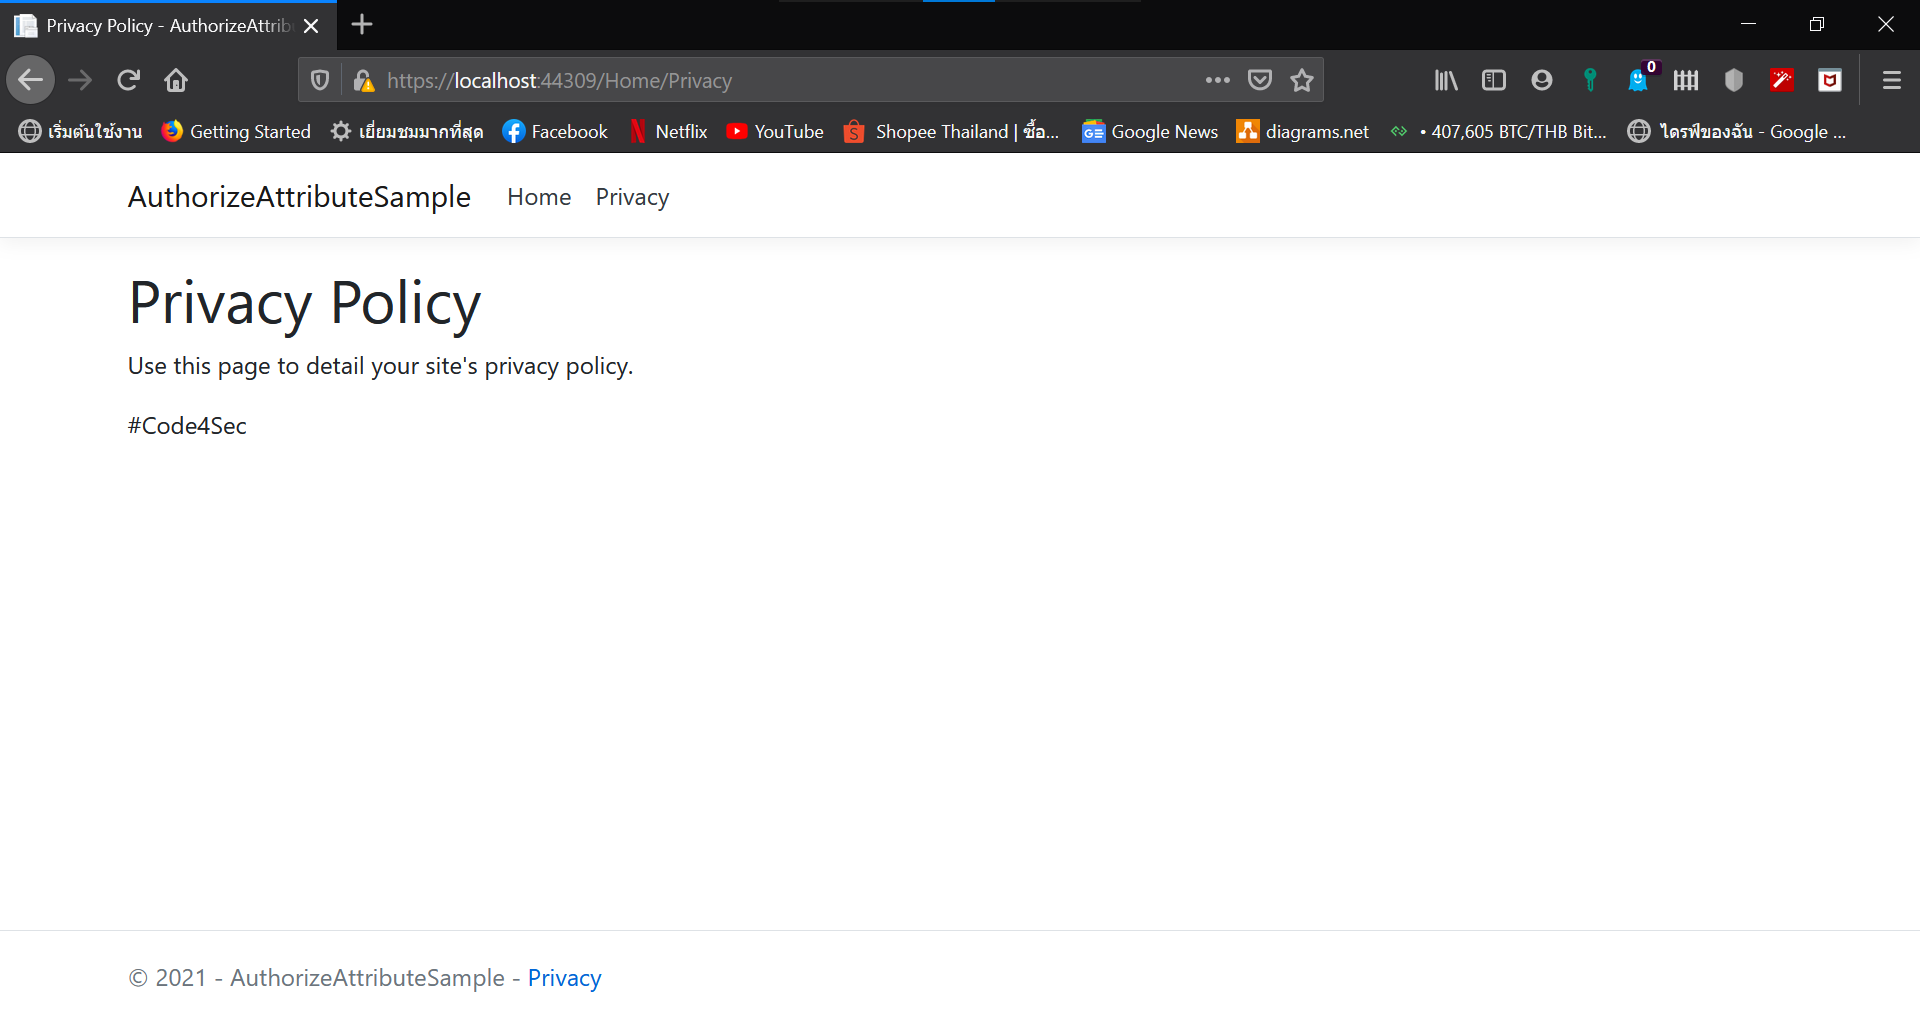 Privacy Policy - AuthorizeAttrib
https://localhost:44309/Home/Privacy
0
เริ่มต้นใช้งาน Getting Started เยี่ยมชมมากที่สุด Facebook Netflix YouTube Shopee Thailand | ซื้อ... Google News diagrams.net • 407,605 BTC/THB Bit... ไดรฟ์ของฉัน - Google ...
AuthorizeAttributeSample Home Privacy
Privacy Policy
Use this page to detail your site's privacy policy.
#Code4Sec
© 2021 - AuthorizeAttributeSample - Privacy